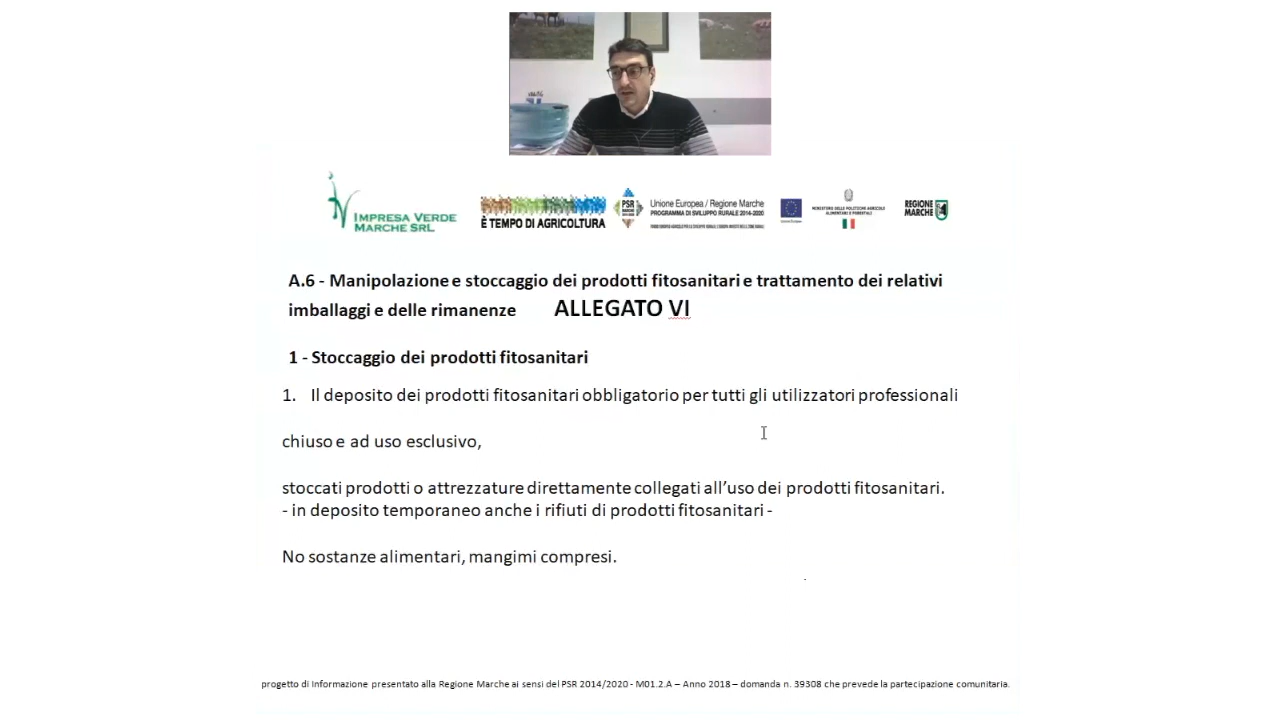 IMPRESA VERDE
MARCHE SRL
È TEMPO DI AGRICOLTURA
PSR
MARCHE
2014-2020
Unione Europea / Regione Marche
PROGRAMMA DI SVILUPPO RURALE 2014-2020
MINISTERO DELLE POLITICHE AGRICOLE
ALIMENTARI E FORESTALI
REGIONE
MARCHE
A.6 - Manipolazione e stoccaggio dei prodotti fitosanitari e trattamento dei relativi
imballaggi e delle rimanenze ALLEGATO VI
1 - Stoccaggio dei prodotti fitosanitari
1. Il deposito dei prodotti fitosanitari obbligatorio per tutti gli utilizzatori professionali
chiuso e ad uso esclusivo,
stoccati prodotti o attrezzature direttamente collegati all’uso dei prodotti fitosanitari.
- in deposito temporaneo anche i rifiuti di prodotti fitosanitari -
No sostanze alimentari, mangimi compresi.
progetto di Informazione presentato alla Regione Marche ai sensi del PSR 2014/2020 - M01.2.A – Anno 2018 – domanda n. 39308 che prevede la partecipazione comunitaria.